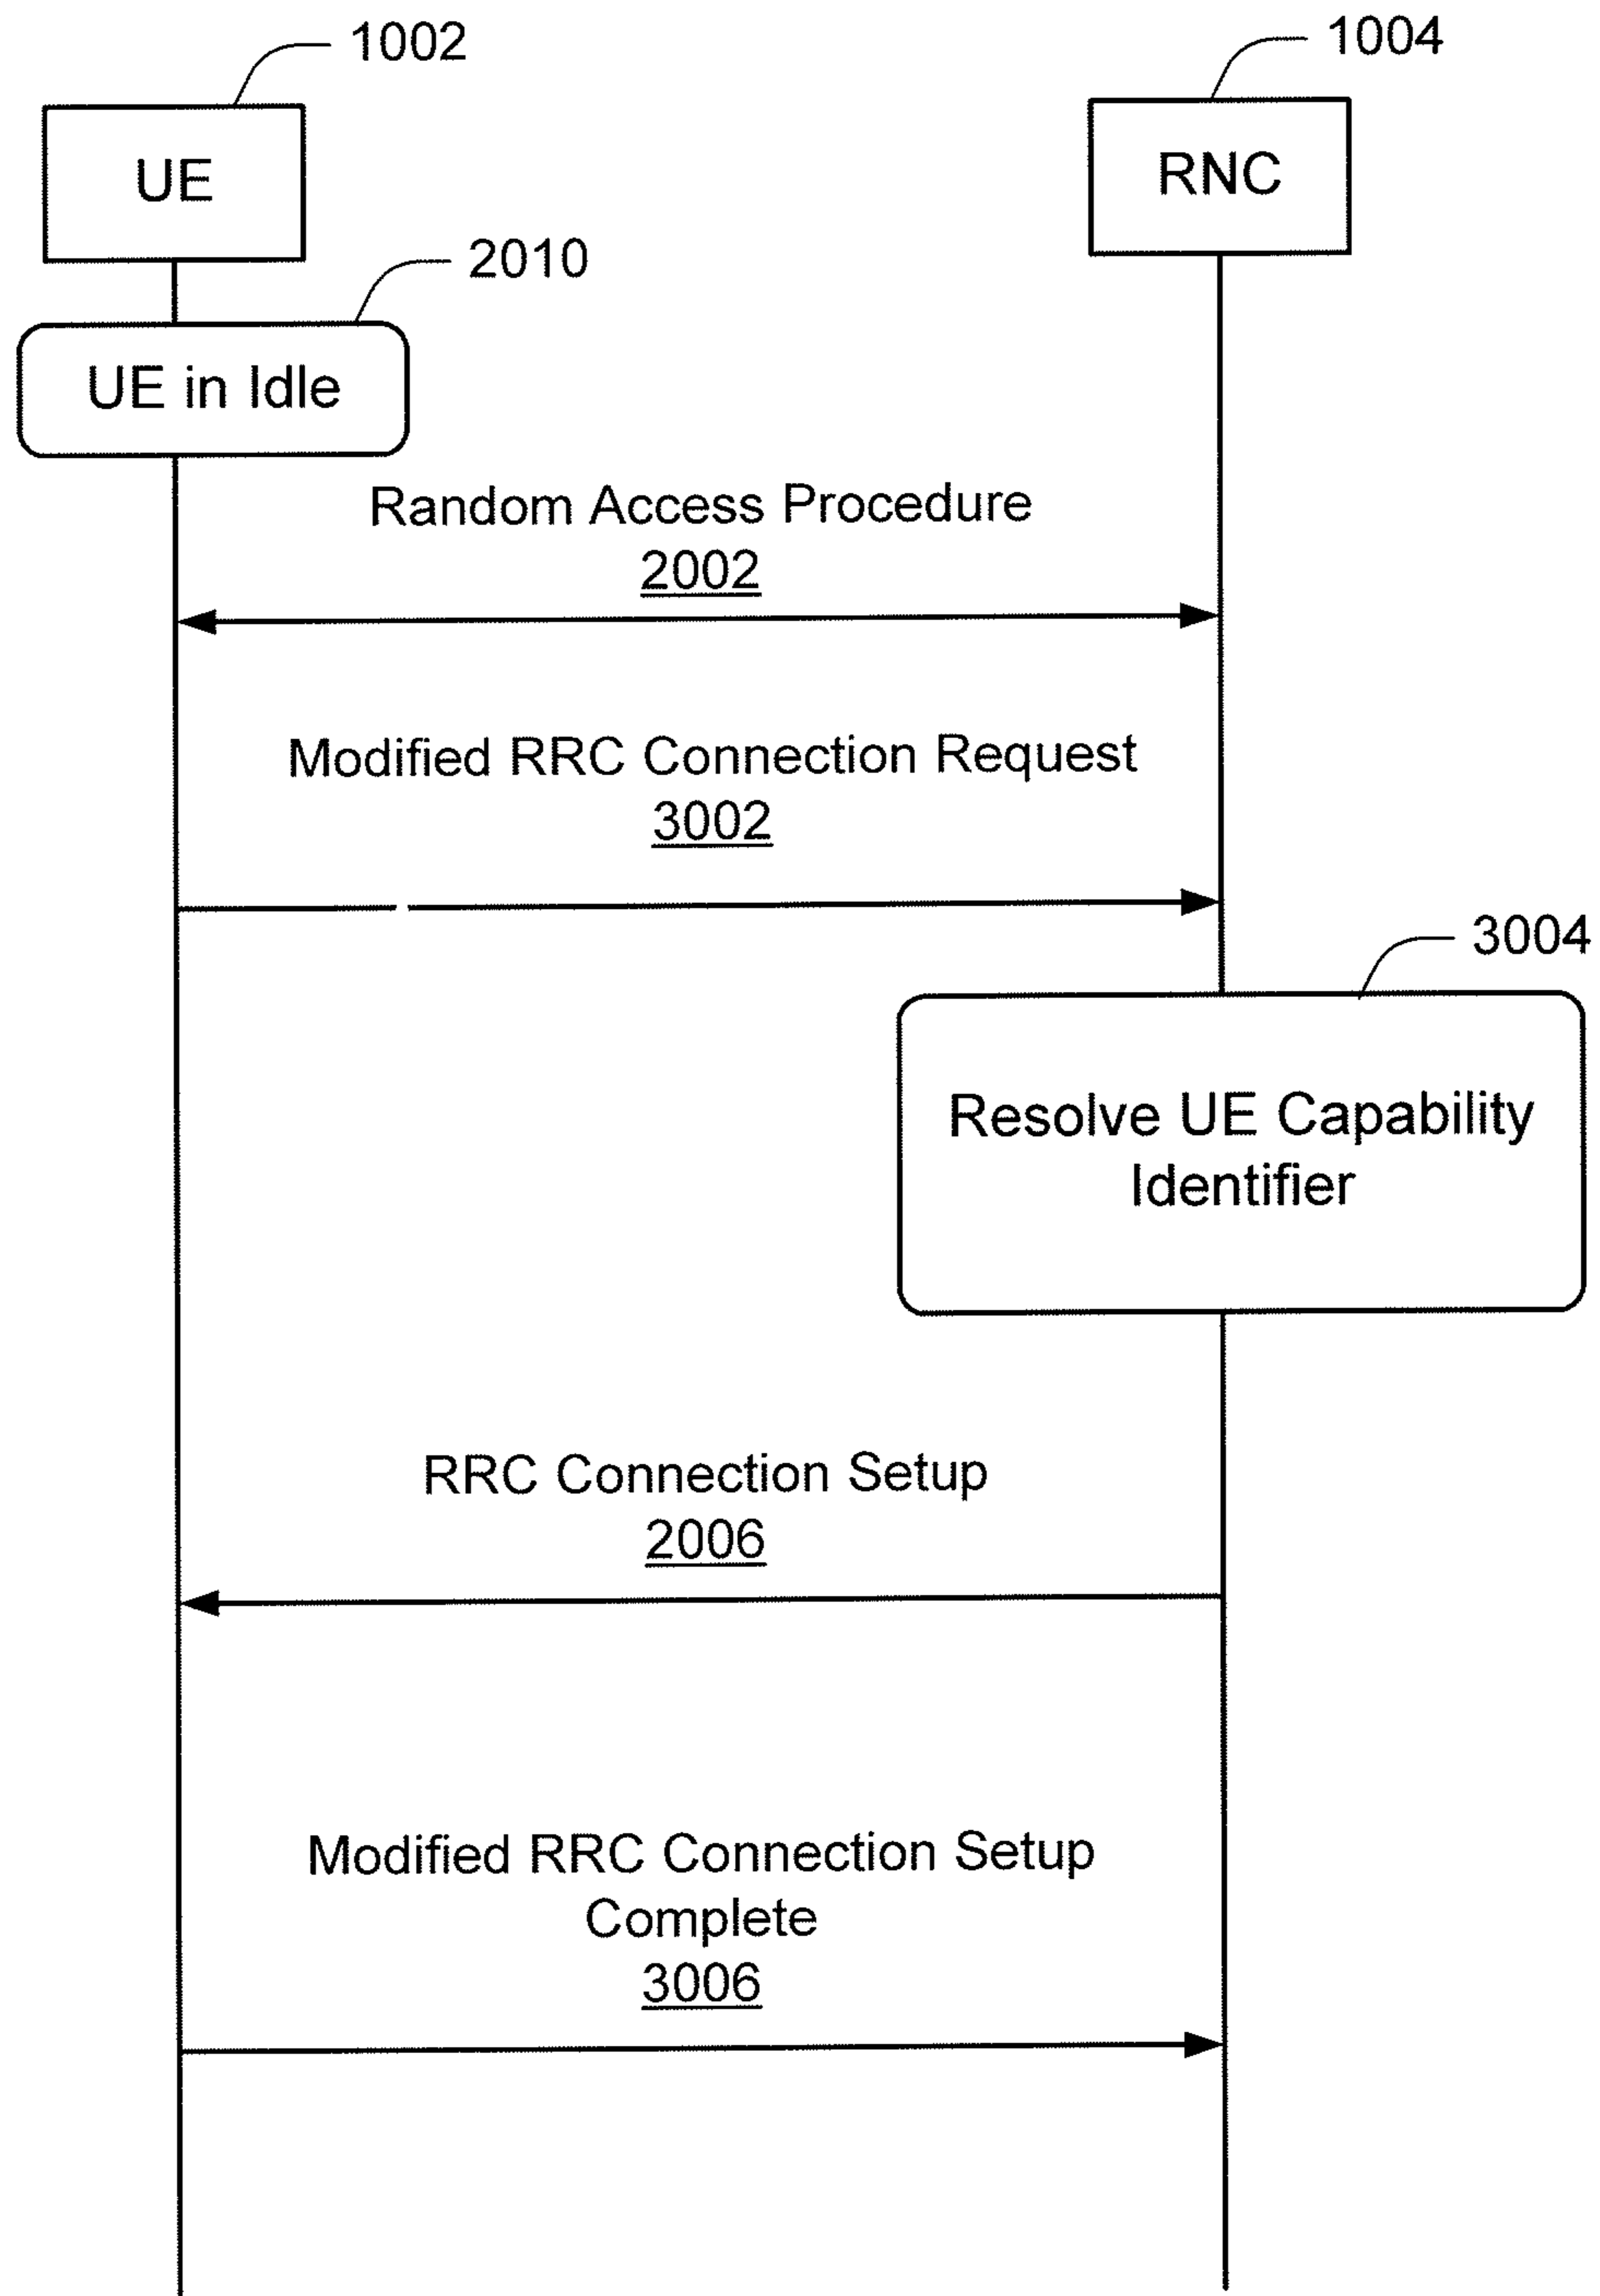 1002
1004
UE
RNC
2010
UE in Idle
Random Access Procedure
2002
Modified RRC Connection Request
3002
3004
Resolve UE Capability
Identifier
RRC Connection Setup
2006
Modified RRC Connection Setup
Complete
3006